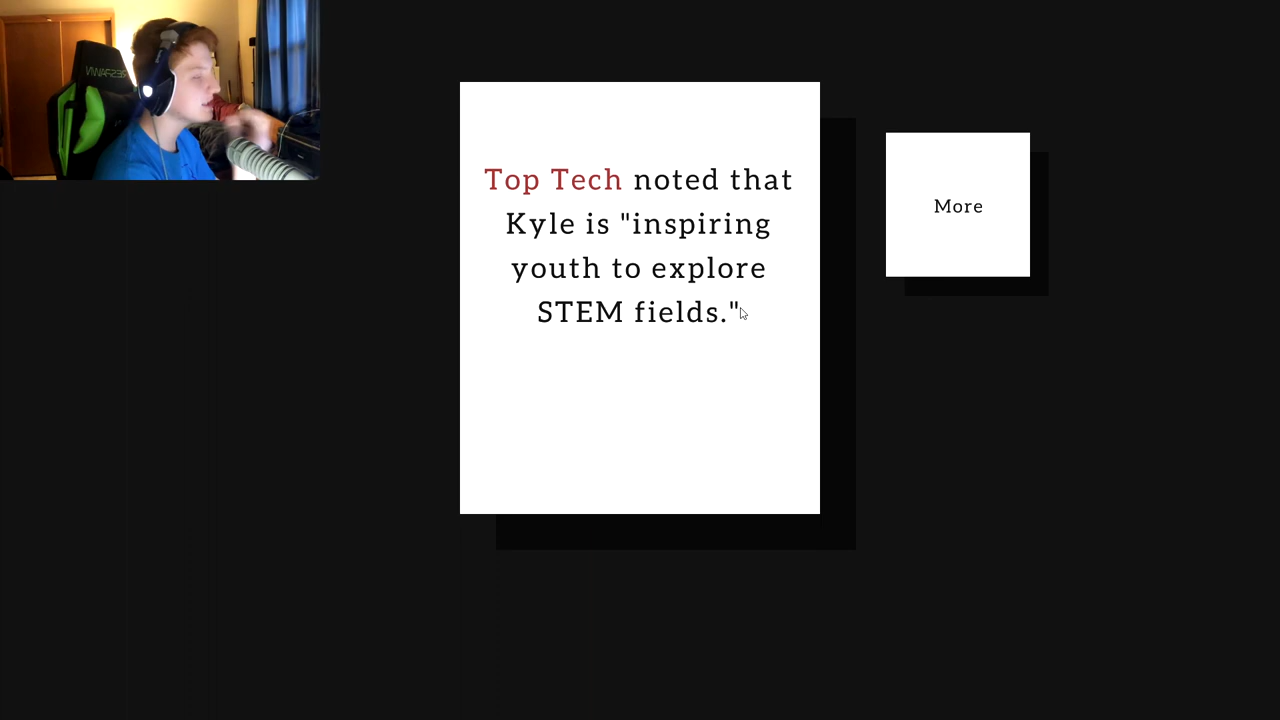 Top Tech noted that
Kyle is "inspiring
youth to explore
STEM fields."
More